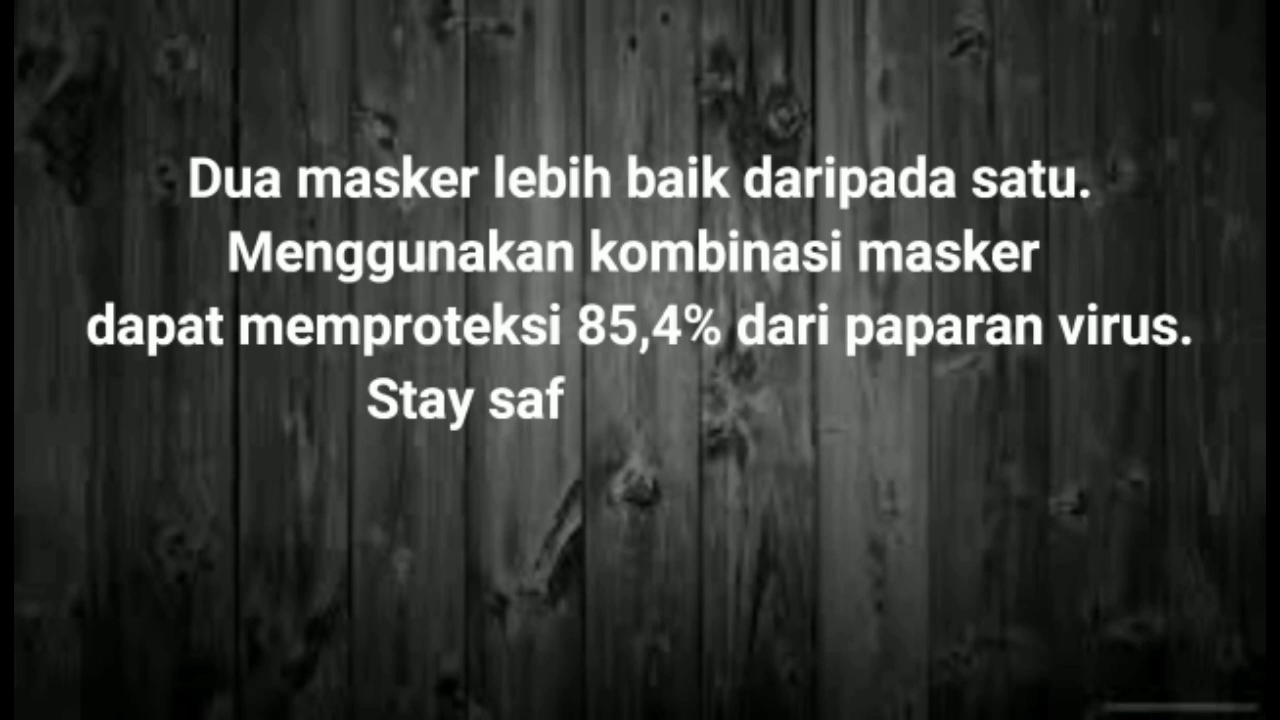 Dua masker lebih baik daripada satu.
Menggunakan kombinasi masker
dapat memproteksi 85,4% dari paparan virus.
Stay saf